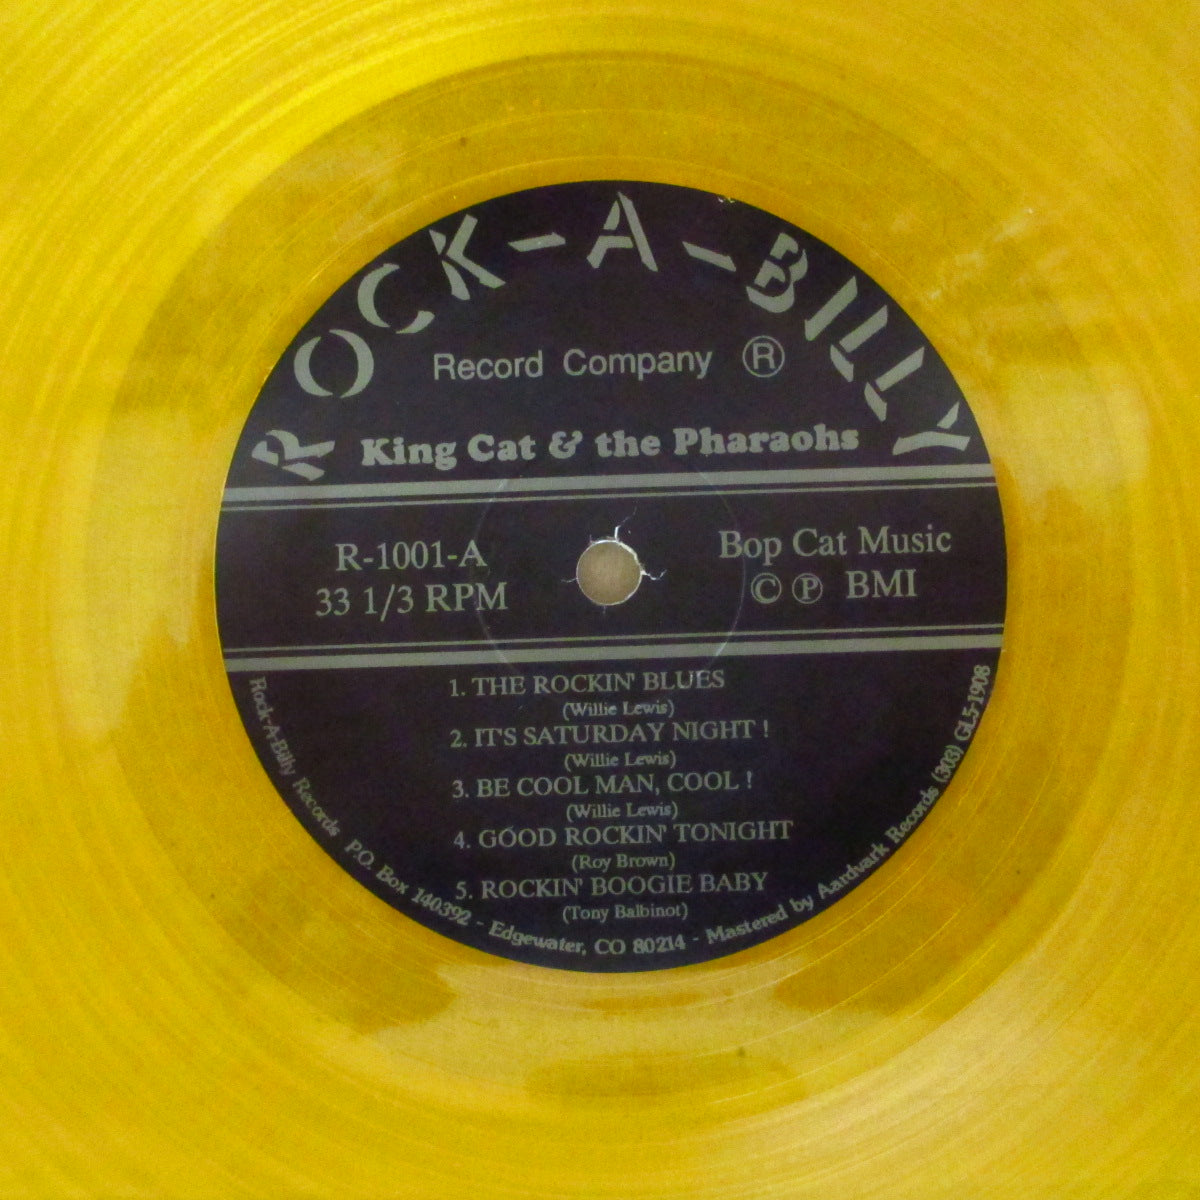 ROCK-A-BILLY
Record Company ®
King Cat & the Pharaohs
R-1001-A
33 1/3 RPM
Bop Cat Music
© ℗ BMI
1. THE ROCKIN' BLUES
(Willie Lewis)
2. IT'S SATURDAY NIGHT !
(Willie Lewis)
3. BE COOL MAN, COOL !
(Willie Lewis)
4. GOOD ROCKIN' TONIGHT
(Roy Brown)
5. ROCKIN' BOOGIE BABY
(Tony Balbinot)
Rock-A-Billy Records P.O. Box 140392 - Edgewater, CO 80214 - Mastered by Aardvark Records (303) GL5-1908